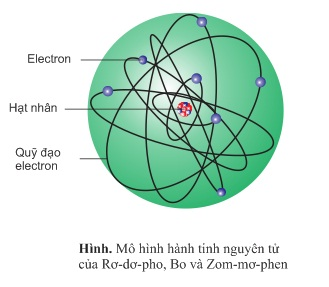 Electron
Hạt nhân
Quỹ đạo
electron
Hình. Mô hình hành tinh nguyên tử
của Rơ-dơ-pho, Bo và Zom-mơ-phen